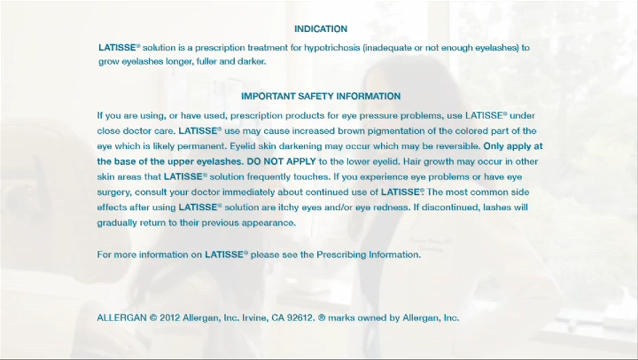 INDICATION
LATISSE® solution is a prescription treatment for hypotrichosis (inadequate or not enough eyelashes) to
grow eyelashes longer, fuller and darker.
IMPORTANT SAFETY INFORMATION
If you are using, or have used, prescription products for eye pressure problems, use LATISSE® under
close doctor care. LATISSE® use may cause increased brown pigmentation of the colored part of the
eye which is likely permanent. Eyelid skin darkening may occur which may be reversible. Only apply at
the base of the upper eyelashes. DO NOT APPLY to the lower eyelid. Hair growth may occur in other
skin areas that LATISSE® solution frequently touches. If you experience eye problems or have eye
surgery, consult your doctor immediately about continued use of LATISSE®. The most common side
effects after using LATISSE® solution are itchy eyes and/or eye redness. If discontinued, lashes will
gradually return to their previous appearance.
For more information on LATISSE® please see the Prescribing Information.
ALLERGAN © 2012 Allergan, Inc. Irvine, CA 92612. ® marks owned by Allergan, Inc.